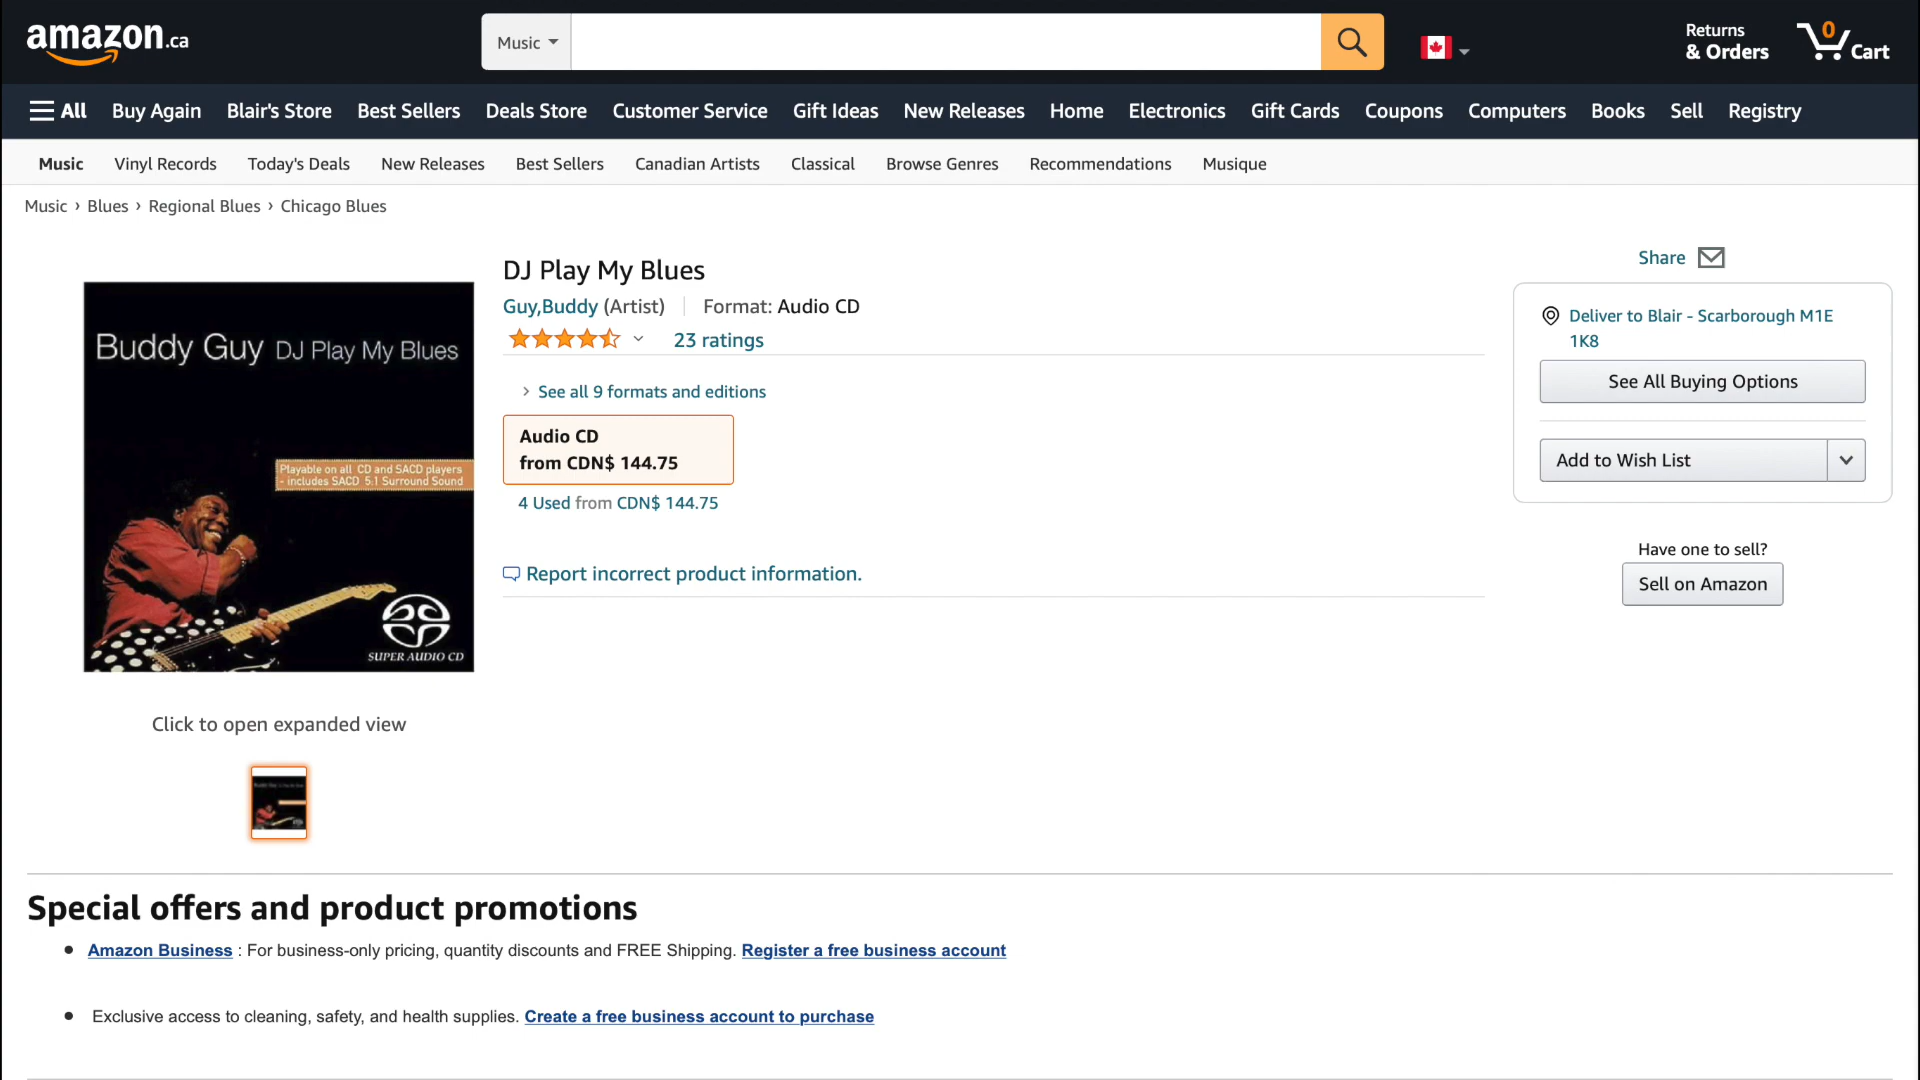 amazon.ca
Music
Returns
& Orders
0
Cart
All Buy Again Blair's Store Best Sellers Deals Store Customer Service Gift Ideas New Releases Home Electronics Gift Cards Coupons Computers Books Sell Registry
Music Vinyl Records Today's Deals New Releases Best Sellers Canadian Artists Classical Browse Genres Recommendations Musique
Music › Blues › Regional Blues › Chicago Blues
Buddy Guy DJ Play My Blues
Playable on all CD and SACD players
- includes SACD 5:1 Surround Sound
SUPER AUDIO CD
Click to open expanded view
DJ Play My Blues
Guy,Buddy (Artist) Format: Audio CD
23 ratings
See all 9 formats and editions
Audio CD
from CDN$ 144.75
4 Used from CDN$ 144.75
Report incorrect product information.
Share
Deliver to Blair - Scarborough M1E
1K8
See All Buying Options
Add to Wish List
Have one to sell?
Sell on Amazon
Special offers and product promotions
• Amazon Business : For business-only pricing, quantity discounts and FREE Shipping. Register a free business account
• Exclusive access to cleaning, safety, and health supplies. Create a free business account to purchase